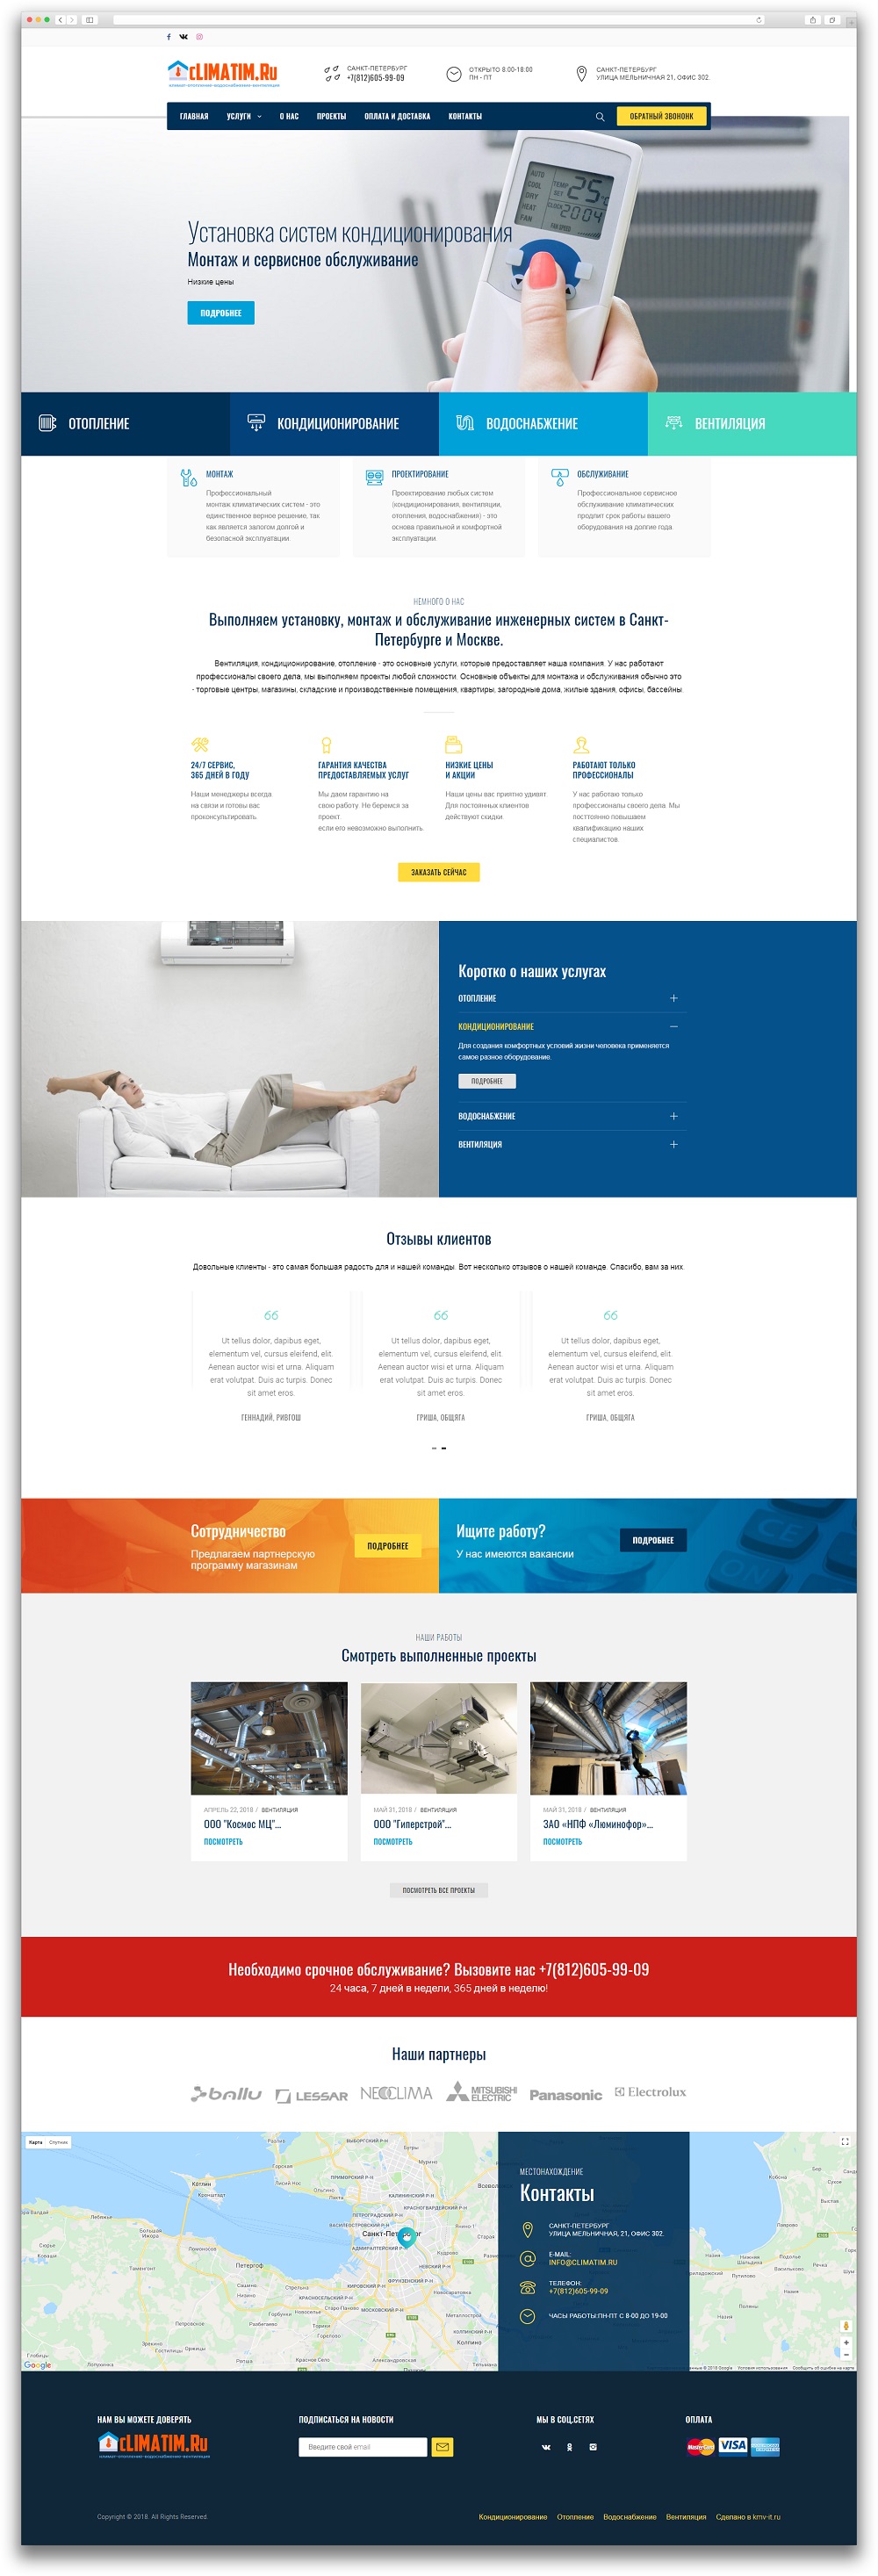 cLIMATIM.Ru
климат-отопление-водоснабжение-вентиляция
САНКТ-ПЕТЕРБУРГ
+7(812)605-99-09
ОТКРЫТО 8:00-18:00
ПН - ПТ
САНКТ-ПЕТЕРБУРГ
УЛИЦА МЕЛЬНИЧНАЯ 21, ОФИС 302.
ГЛАВНАЯ УСЛУГИ О НАС ПРОЕКТЫ ОПЛАТА И ДОСТАВКА КОНТАКТЫ ОБРАТНЫЙ ЗВОНОНК
AUTO
COOL
DRY
HEAT
FAN
TEMP 25°C
CLOCK 2004
FAN SPEED
Установка систем кондиционирования
Монтаж и сервисное обслуживание
Низкие цены
ПОДРОБНЕЕ
ОТОПЛЕНИЕ КОНДИЦИОНИРОВАНИЕ ВОДОСНАБЖЕНИЕ ВЕНТИЛЯЦИЯ
МОНТАЖ
Профессиональный
монтаж климатических систем - это
единственное верное решение, так
как является залогом долгой и
безопасной эксплуатации.
ПРОЕКТИРОВАНИЕ
Проектирование любых систем
(кондиционирования, вентиляции,
отопления, водоснабжения) - это
основа правильной и комфортной
эксплуатации.
ОБСЛУЖИВАНИЕ
Профессиональное сервисное
обслуживание климатических
продлит срок работы вашего
оборудования на долгие года.
НЕМНОГО О НАС
Выполняем установку, монтаж и обслуживание инженерных систем в Санкт-
Петербурге и Москве.
Вентиляция, кондиционирование, отопление - это основные услуги, которые предоставляет наша компания. У нас работают
профессионалы своего дела, мы выполняем проекты любой сложности. Основные объекты для монтажа и обслуживания обычно это
- торговые центры, магазины, складские и производственные помещения, квартиры, загородные дома, жилые здания, офисы, бассейны.
24/7 СЕРВИС,
365 ДНЕЙ В ГОДУ
Наши менеджеры всегда
на связи и готовы вас
проконсультировать.
ГАРАНТИЯ КАЧЕСТВА
ПРЕДОСТАВЛЯЕМЫХ УСЛУГ
Мы даем гарантию на
свою работу. Не беремся за
проект
если его невозможно выполнить.
НИЗКИЕ ЦЕНЫ
И АКЦИИ
Наши цены вас приятно удивят.
Для постоянных клиентов
действуют скидки.
РАБОТАЮТ ТОЛЬКО
ПРОФЕССИОНАЛЫ
У нас работаю только
профессионалы своего дела. Мы
посттоянно повышаем
квалификацию наших
специалистов.
ЗАКАЗАТЬ СЕЙЧАС
Коротко о наших услугах
ОТОПЛЕНИЕ
КОНДИЦИОНИРОВАНИЕ
Для создания комфортных условий жизни человека применяется
самое разное оборудование.
ПОДРОБНЕЕ
ВОДОСНАБЖЕНИЕ
ВЕНТИЛЯЦИЯ
Отзывы клиентов
Довольные клиенты - это самая большая радость для и нашей команды. Вот несколько отзывов о нашей команде. Спасибо, вам за них
Ut tellus dolor, dapibus eget,
elementum vel, cursus eleifend, elit.
Aenean auctor wisi et urna. Aliquam
erat volutpat. Duis ac turpis. Donec
sit amet eros.
ГЕННАДИЙ, РИВГОШ
Ut tellus dolor, dapibus eget,
elementum vel, cursus eleifend, elit.
Aenean auctor wisi et urna. Aliquam
erat volutpat. Duis ac turpis. Donec
sit amet eros.
ГРИША, ОБЩЯГА
Ut tellus dolor, dapibus eget,
elementum vel, cursus eleifend, elit.
Aenean auctor wisi et urna. Aliquam
erat volutpat. Duis ac turpis. Donec
sit amet eros.
ГРИША, ОБЩЯГА
Сотрудничество
Предлагаем партнерскую
программу магазинам
ПОДРОБНЕЕ
Ищите работу?
У нас имеются вакансии
ПОДРОБНЕЕ
НАШИ РАБОТЫ
Смотреть выполненные проекты
АПРЕЛЬ 22, 2018 / ВЕНТИЛЯЦИЯ
ООО "Космос МЦ"...
ПОСМОТРЕТЬ
МАЙ 31, 2018 / ВЕНТИЛЯЦИЯ
ООО "Гиперстрой"...
ПОСМОТРЕТЬ
МАЙ 31, 2018 / ВЕНТИЛЯЦИЯ
ЗАО «НПФ «Люминофор»...
ПОСМОТРЕТЬ
ПОСМОТРЕТЬ ВСЕ ПРОЕКТЫ
Необходимо срочное обслуживание? Вызовите нас +7(812)605-99-09
24 часа, 7 дней в недели, 365 дней в неделю!
Наши партнеры
ballu LESSAR NEOCLIMA MITSUBISHI ELECTRIC Panasonic Electrolux
Карта Спутник
Санкт-Петербург
Петергоф
Кронштадт
Колпино
Google
МЕСТОНАХОЖДЕНИЕ
Контакты
САНКТ-ПЕТЕРБУРГ
УЛИЦА МЕЛЬНИЧНАЯ, 21, ОФИС 302.
E-MAIL:
INFO@CLIMATIM.RU
ТЕЛЕФОН:
+7(812)605-99-09
ЧАСЫ РАБОТЫ:ПН-ПТ С 8-00 ДО 19-00
НАМ ВЫ МОЖЕТЕ ДОВЕРЯТЬ
cLIMATIM.Ru
климат-отопление-водоснабжение-вентиляция
ПОДПИСАТЬСЯ НА НОВОСТИ
Введите свой email
МЫ В СОЦ.СЕТЯХ
ОПЛАТА
MasterCard VISA
Copyright © 2018. All Rights Reserved.
Кондиционирование Отопление Водоснабжение Вентиляция Сделано в kmv-it.ru